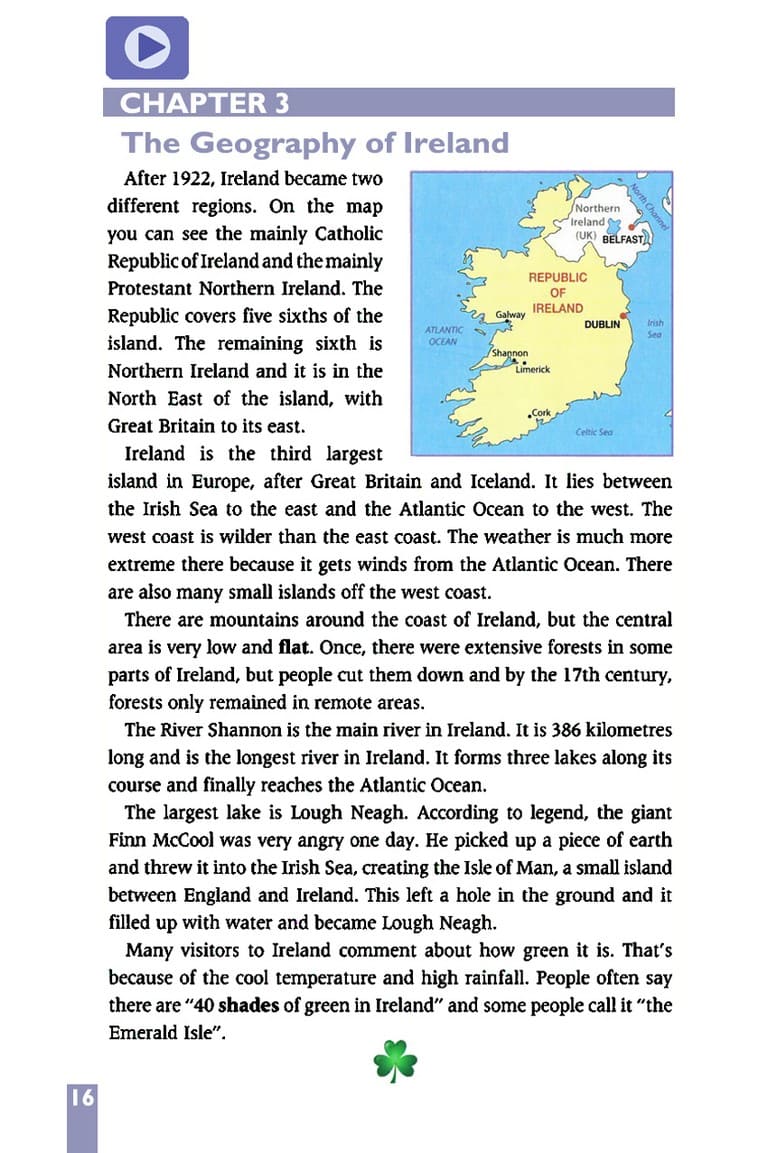 CHAPTER 3
The Geography of Ireland
After 1922, Ireland became two
different regions. On the map
you can see the mainly Catholic
Republic of Ireland and the mainly
Protestant Northern Ireland. The
Republic covers five sixths of the
island. The remaining sixth is
Northern Ireland and it is in the
North East of the island, with
Great Britain to its east.
North Channel
Northern
Ireland
(UK)
BELFAST
REPUBLIC
OF
IRELAND
Galway
DUBLIN
ATLANTIC
OCEAN
Irish
Sea
Shannon
Limerick
Cork
Celtic Sea
Ireland is the third largest
island in Europe, after Great Britain and Iceland. It lies between
the Irish Sea to the east and the Atlantic Ocean to the west. The
west coast is wilder than the east coast. The weather is much more
extreme there because it gets winds from the Atlantic Ocean. There
are also many small islands off the west coast.
There are mountains around the coast of Ireland, but the central
area is very low and flat. Once, there were extensive forests in some
parts of Ireland, but people cut them down and by the 17th century,
forests only remained in remote areas.
The River Shannon is the main river in Ireland. It is 386 kilometres
long and is the longest river in Ireland. It forms three lakes along its
course and finally reaches the Atlantic Ocean.
The largest lake is Lough Neagh. According to legend, the giant
Finn McCool was very angry one day. He picked up a piece of earth
and threw it into the Irish Sea, creating the Isle of Man, a small island
between England and Ireland. This left a hole in the ground and it
filled up with water and became Lough Neagh.
Many visitors to Ireland comment about how green it is. That's
because of the cool temperature and high rainfall. People often say
there are "40 shades of green in Ireland" and some people call it "the
Emerald Isle".
16